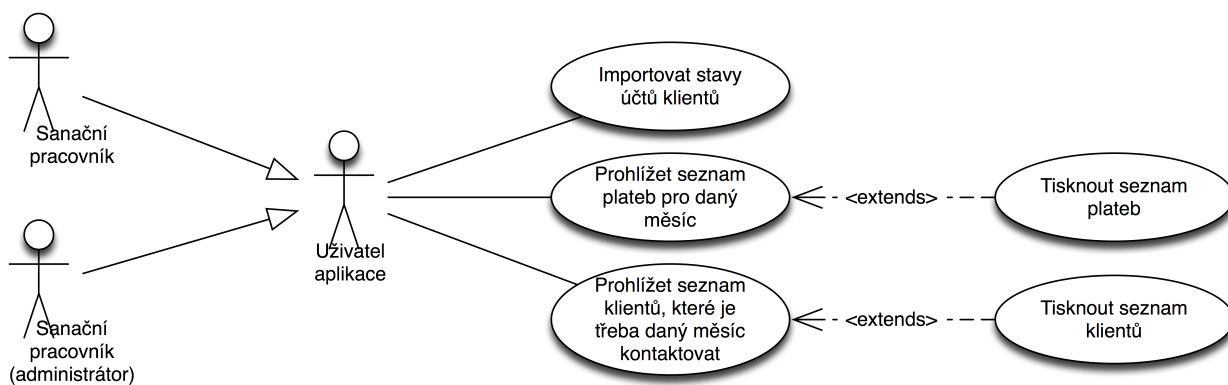 Sanační
pracovník
Sanační
pracovník
(administrátor)
Uživatel
aplikace
Importovat stavy
účtů klientů
Prohlížet seznam
plateb pro daný
měsíc
<extends>
Tisknout seznam
plateb
Prohlížet seznam
klientů, které je
třeba daný měsíc
kontaktovat
<extends>
Tisknout seznam
klientů